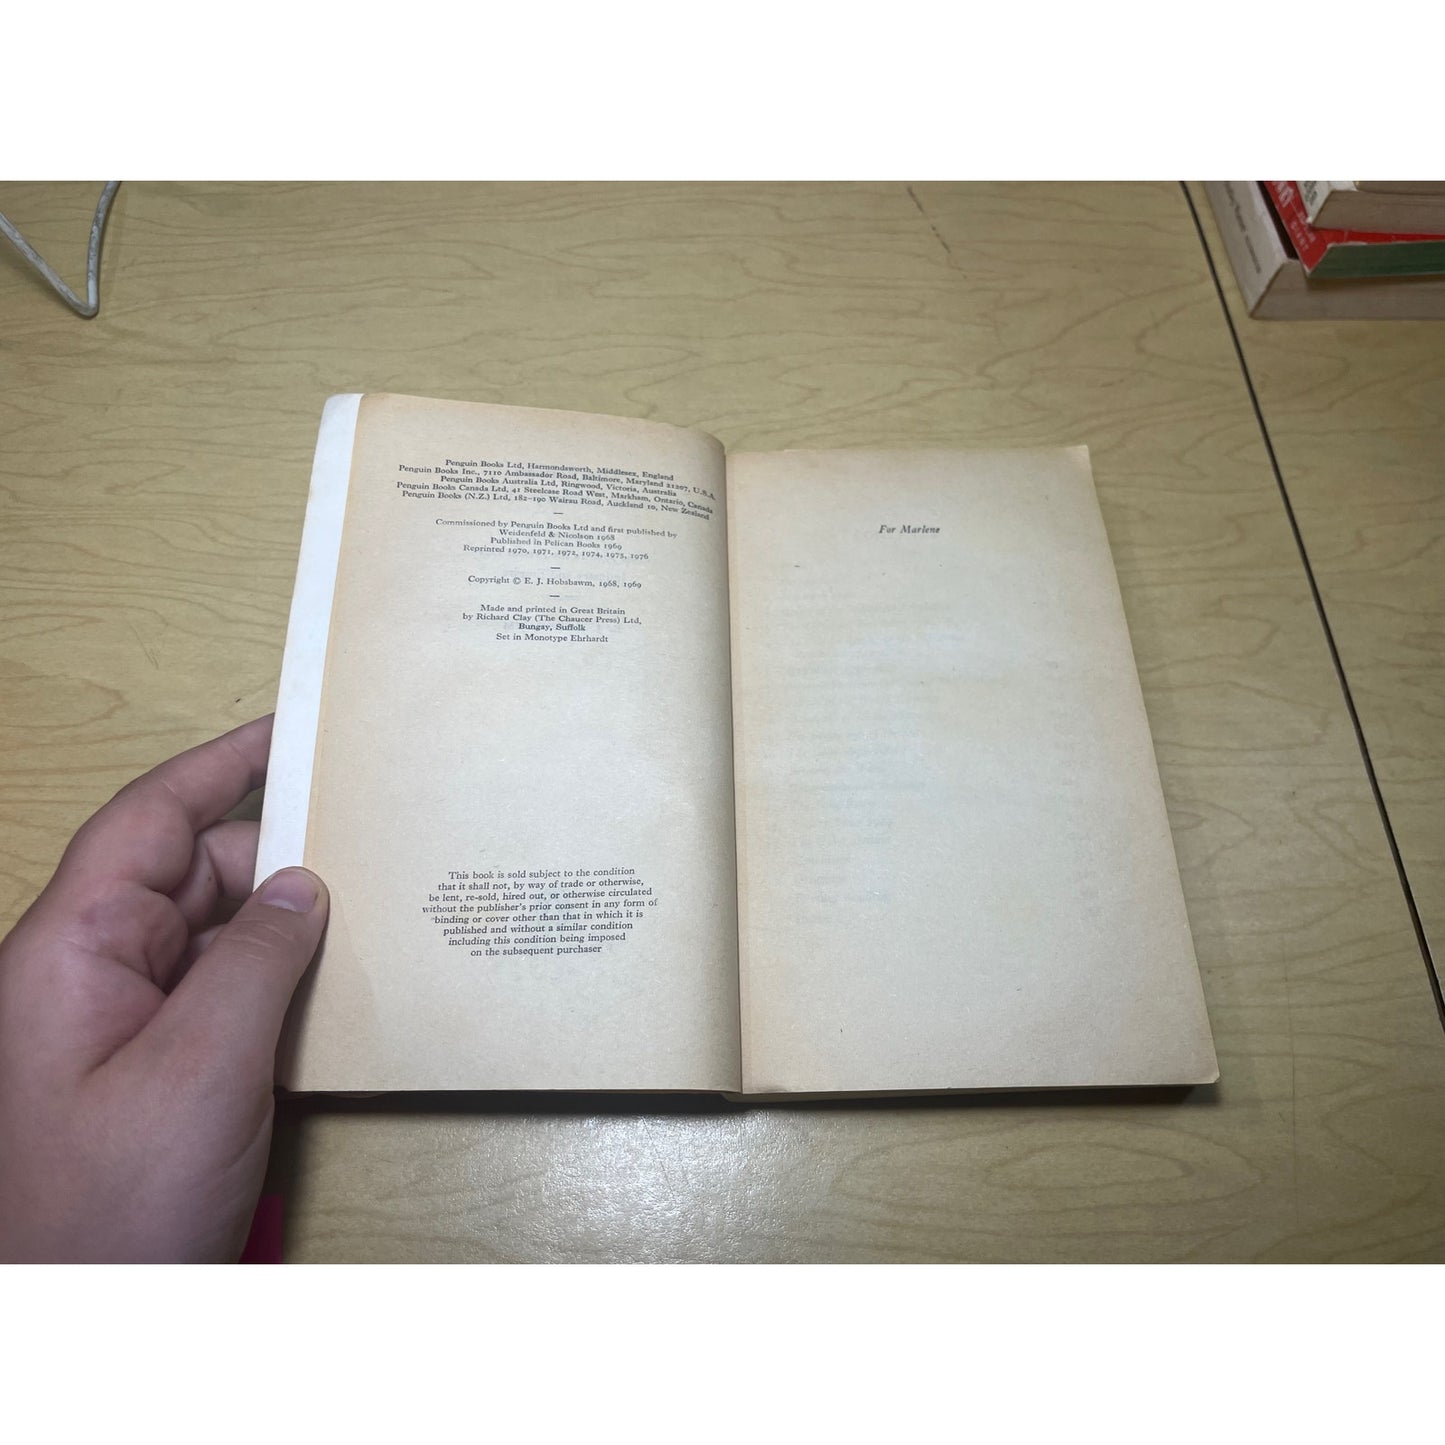 Penguin Books Ltd, Harmondsworth, Middlesex, England
Penguin Books Inc., 7110 Ambassador Road, Baltimore, Maryland 21207, U.S.A.
Penguin Books Australia Ltd, Ringwood, Victoria, Australia
Penguin Books Canada Ltd, 41 Steelcase Road West, Markham, Ontario, Canada
Penguin Books (N.Z.) Ltd, 182–190 Wairau Road, Auckland 10, New Zealand
—
Commissioned by Penguin Books Ltd and first published by
Weidenfeld & Nicolson 1968
Published in Pelican Books 1969
Reprinted 1970, 1971, 1972, 1974, 1975, 1976
—
Copyright © E. J. Hobsbawm, 1968, 1969
—
Made and printed in Great Britain
by Richard Clay (The Chaucer Press) Ltd,
Bungay, Suffolk
Set in Monotype Ehrhardt
This book is sold subject to the condition
that it shall not, by way of trade or otherwise,
be lent, re-sold, hired out, or otherwise circulated
without the publisher's prior consent in any form of
binding or cover other than that in which it is
published and without a similar condition
including this condition being imposed
on the subsequent purchaser
For Marlene